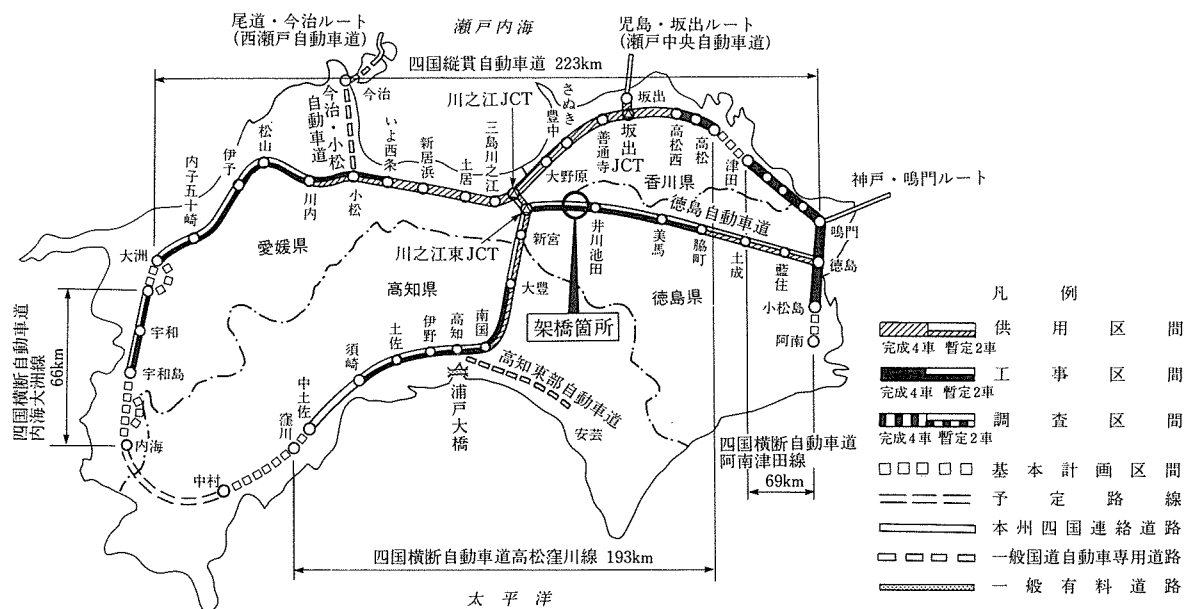 尾道・今治ルート
(西瀬戸自動車道)
瀬戸内海
児島・坂出ルート
(瀬戸中央自動車道)
四国縦貫自動車道 223km
今治
今治・小松
自動車道
川之江JCT
さぬき
豊中
坂出
坂出
JCT
善通寺
高松西
高松
津田
大野原
香川県
神戸・鳴門ルート
鳴門
松山
伊予
内子五十崎
大洲
川内
小松
いよ西条
新居浜
土居
三島川之江
愛媛県
川之江東JCT
新宮
大豊
井川池田
美馬
脇町
徳島自動車道
土成
藍住
徳島
小松島
阿南
徳島県
高知県
架橋箇所
四国横断自動車道
内海大洲線
66km
宇和
宇和島
内海
中村
窪川
中土佐
須崎
土佐
伊野
高知
南国
浦戸大橋
高知東部自動車道
安芸
四国横断自動車道
阿南津田線
69km
四国横断自動車道高松窪川線 193km
太平洋
凡例
供用区間
完成4車 暫定2車
工事区間
完成4車 暫定2車
調査区間
完成4車 暫定2車
基本計画区間
予定路線
本州四国連絡道路
一般国道自動車専用道路
一般有料道路